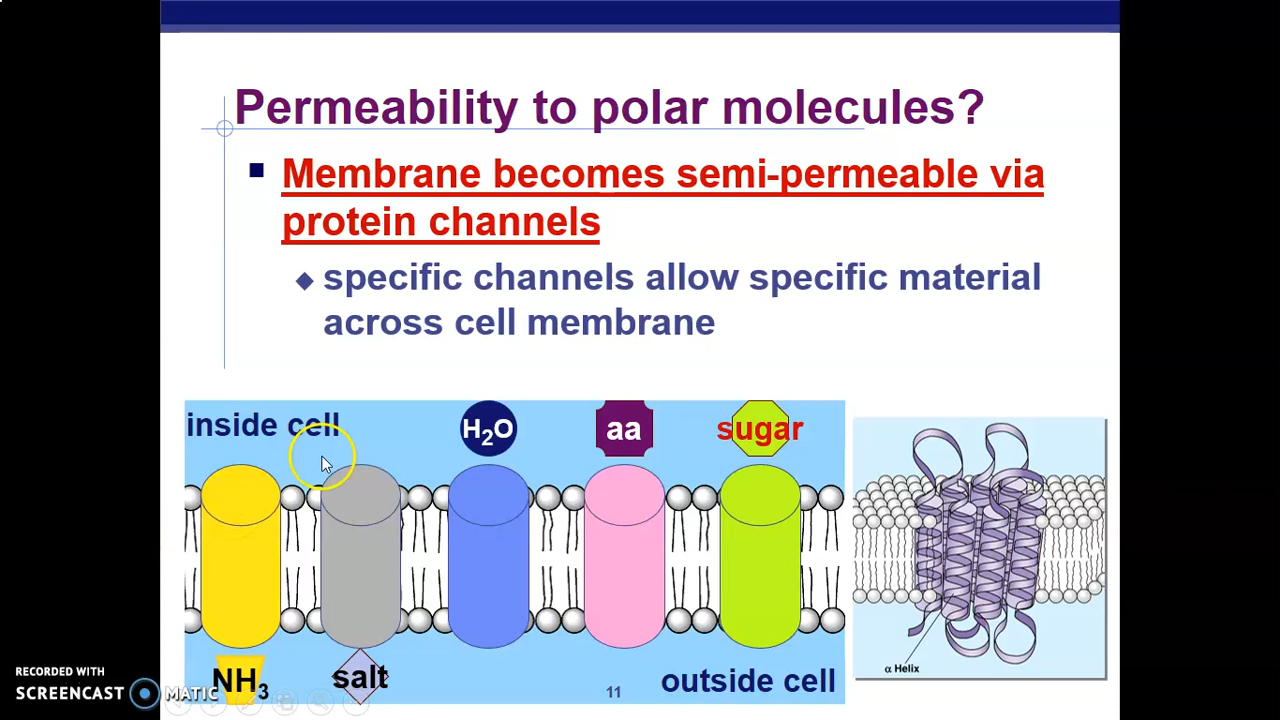 Permeability to polar molecules?
Membrane becomes semi-permeable via
protein channels
specific channels allow specific material
across cell membrane
inside cell
H₂O
aa
sugar
NH₃
salt
outside cell
α Helix
11
RECORDED WITH
SCREENCAST MATIC